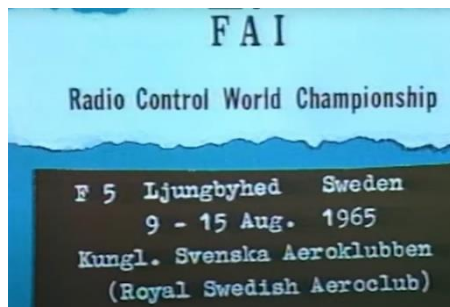 FAI
Radio Control World Championship
F 5 Ljungbyhed Sweden
9 - 15 Aug. 1965
Kungl. Svenska Aeroklubben
(Royal Swedish Aeroclub)